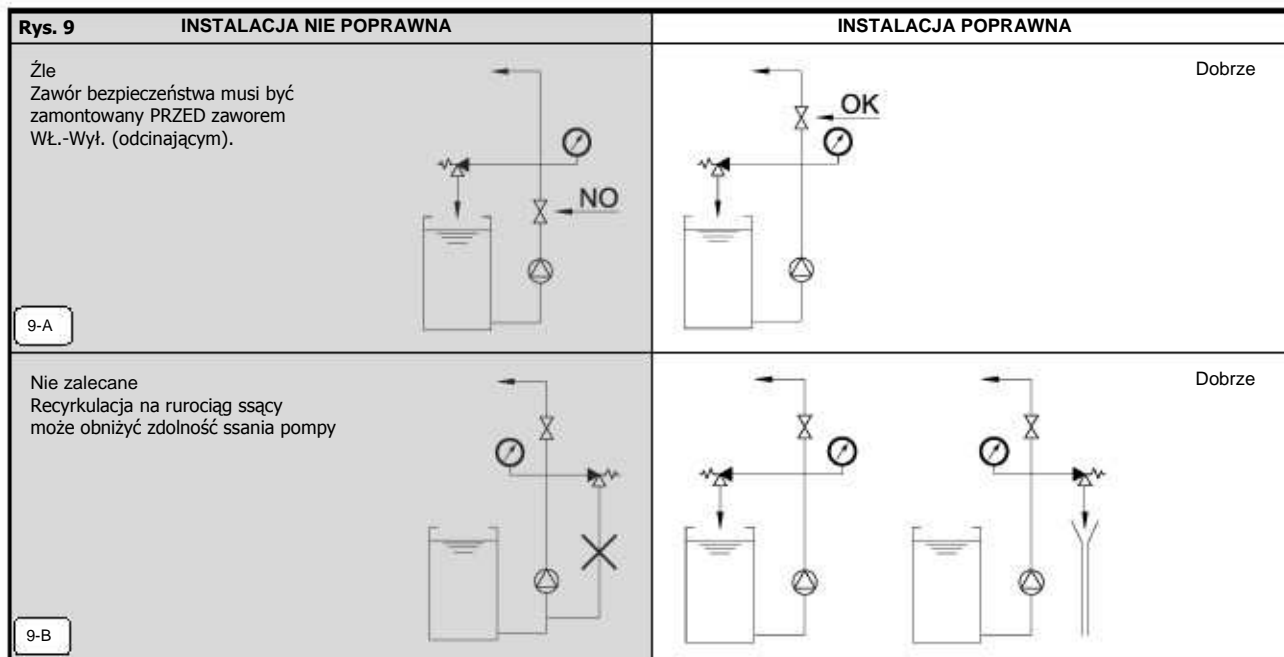 Rys. 9
INSTALACJA NIE POPRAWNA
INSTALACJA POPRAWNA
Źle
Zawór bezpieczeństwa musi być
zamontowany PRZED zaworem
WŁ.-Wył. (odcinającym).
NO
9-A
Dobrze
OK
Nie zalecane
Recyrkulacja na rurociąg ssący
może obniżyć zdolność ssania pompy
9-B
Dobrze